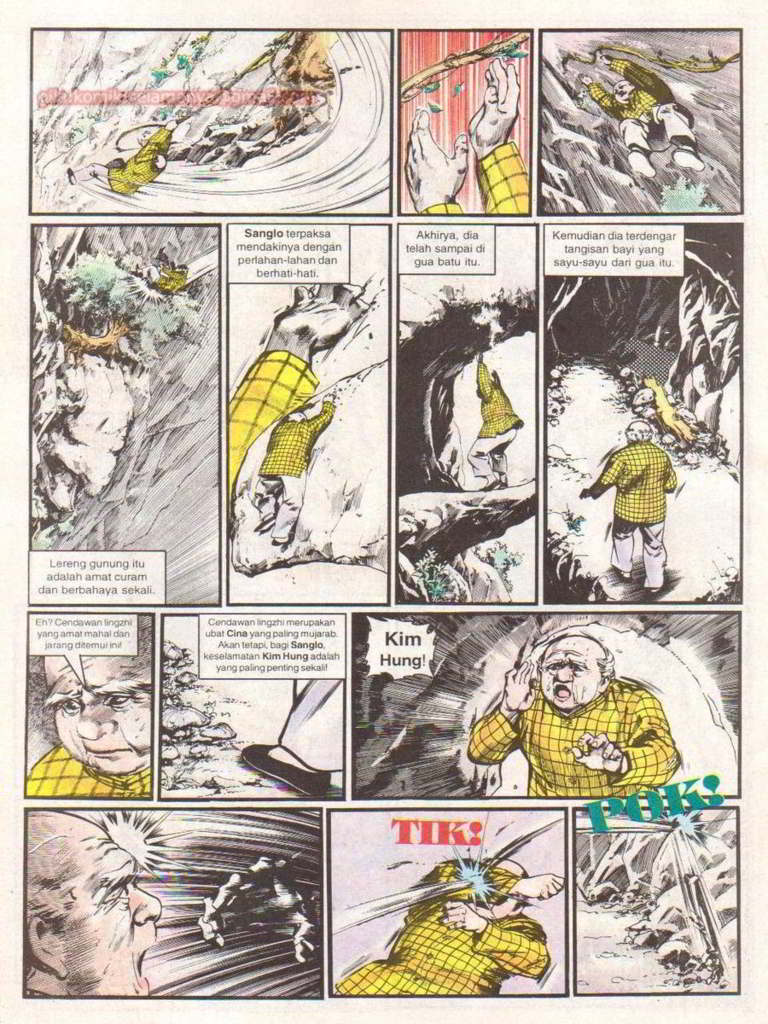 Sanglo terpaksa
mendakinya dengan
perlahan-lahan dan
berhati-hati.
Akhirya, dia
telah sampai di
gua batu itu.
Kemudian dia terdengar
tangisan bayi yang
sayu-sayu dari gua itu.
Lereng gunung itu
adalah amat curam
dan berbahaya sekali.
Eh? Cendawan lingzhi
yang amat mahal dan
jarang ditemui ini!
Cendawan lingzhi merupakan
ubat Cina yang paling mujarab.
Akan tetapi, bagi Sanglo,
keselamatan Kim Hung adalah
yang paling penting sekali!
Kim
Hung!
TIK!
POK!